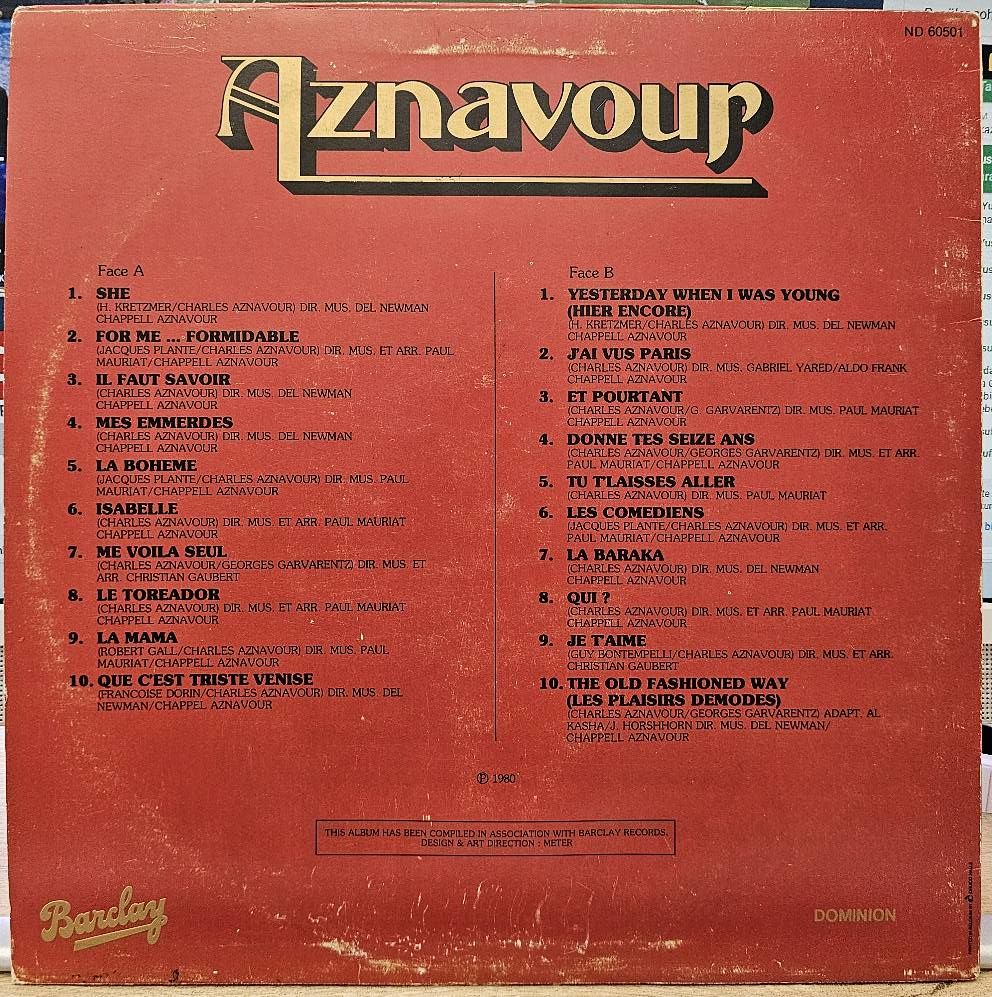 ND 60501
Aznavour
Face A
1. SHE
(H. KRETZMER/CHARLES AZNAVOUR) DIR. MUS. DEL NEWMAN
CHAPPELL AZNAVOUR
2. FOR ME ... FORMIDABLE
(JACQUES PLANTE/CHARLES AZNAVOUR) DIR. MUS. ET ARR. PAUL
MAURIAT/CHAPPELL AZNAVOUR
3. IL FAUT SAVOIR
(CHARLES AZNAVOUR) DIR. MUS. DEL NEWMAN
CHAPPELL AZNAVOUR
4. MES EMMERDES
(CHARLES AZNAVOUR) DIR. MUS. DEL NEWMAN
CHAPPELL AZNAVOUR
5. LA BOHEME
(JACQUES PLANTE/CHARLES AZNAVOUR) DIR. MUS. PAUL
MAURIAT/CHAPPELL AZNAVOUR
6. ISABELLE
(CHARLES AZNAVOUR) DIR. MUS. ET ARR. PAUL MAURIAT
CHAPPELL AZNAVOUR
7. ME VOILA SEUL
(CHARLES AZNAVOUR/GEORGES GARVARENTZ) DIR. MUS. ET
ARR. CHRISTIAN GAUBERT
8. LE TOREADOR
(CHARLES AZNAVOUR) DIR. MUS. ET ARR. PAUL MAURIAT
CHAPPELL AZNAVOUR
9. LA MAMA
(ROBERT GALL/CHARLES AZNAVOUR) DIR. MUS. PAUL
MAURIAT/CHAPPELL AZNAVOUR
10. QUE C'EST TRISTE VENISE
(FRANCOISE DORIN/CHARLES AZNAVOUR) DIR. MUS. DEL
NEWMAN/CHAPPEL AZNAVOUR
Face B
1. YESTERDAY WHEN I WAS YOUNG
(HIER ENCORE)
(H. KRETZMER/CHARLES AZNAVOUR) DIR. MUS. DEL NEWMAN
CHAPPELL AZNAVOUR
2. J'AI VUS PARIS
(CHARLES AZNAVOUR) DIR. MUS. GABRIEL YARED/ALDO FRANK
CHAPPELL AZNAVOUR
3. ET POURTANT
(CHARLES AZNAVOUR/G. GARVARENTZ) DIR. MUS. PAUL MAURIAT
CHAPPELL AZNAVOUR
4. DONNE TES SEIZE ANS
(CHARLES AZNAVOUR/GEORGES GARVARENTZ) DIR. MUS. ET ARR.
PAUL MAURIAT/CHAPPELL AZNAVOUR
5. TU T'LAISSES ALLER
(CHARLES AZNAVOUR) DIR. MUS. PAUL MAURIAT
6. LES COMEDIENS
(JACQUES PLANTE/CHARLES AZNAVOUR) DIR. MUS. ET ARR.
PAUL MAURIAT/CHAPPELL AZNAVOUR
7. LA BARAKA
(CHARLES AZNAVOUR) DIR. MUS. DEL NEWMAN
CHAPPELL AZNAVOUR
8. QUI ?
(CHARLES AZNAVOUR) DIR. MUS. ET ARR. PAUL MAURIAT
CHAPPELL AZNAVOUR
9. JE T'AIME
(GUY BONTEMPELLI/CHARLES AZNAVOUR) DIR. MUS. ET ARR.
CHRISTIAN GAUBERT
10. THE OLD FASHIONED WAY
(LES PLAISIRS DEMODES)
(CHARLES AZNAVOUR/GEORGES GARVARENTZ) ADAPT. AL
KASHA/J. HORSHHORN DIR. MUS. DEL NEWMAN/
CHAPPELL AZNAVOUR
℗ 1980
THIS ALBUM HAS BEEN COMPILED IN ASSOCIATION WITH BARCLAY RECORDS.
DESIGN & ART DIRECTION : METER
Barclay
DOMINION